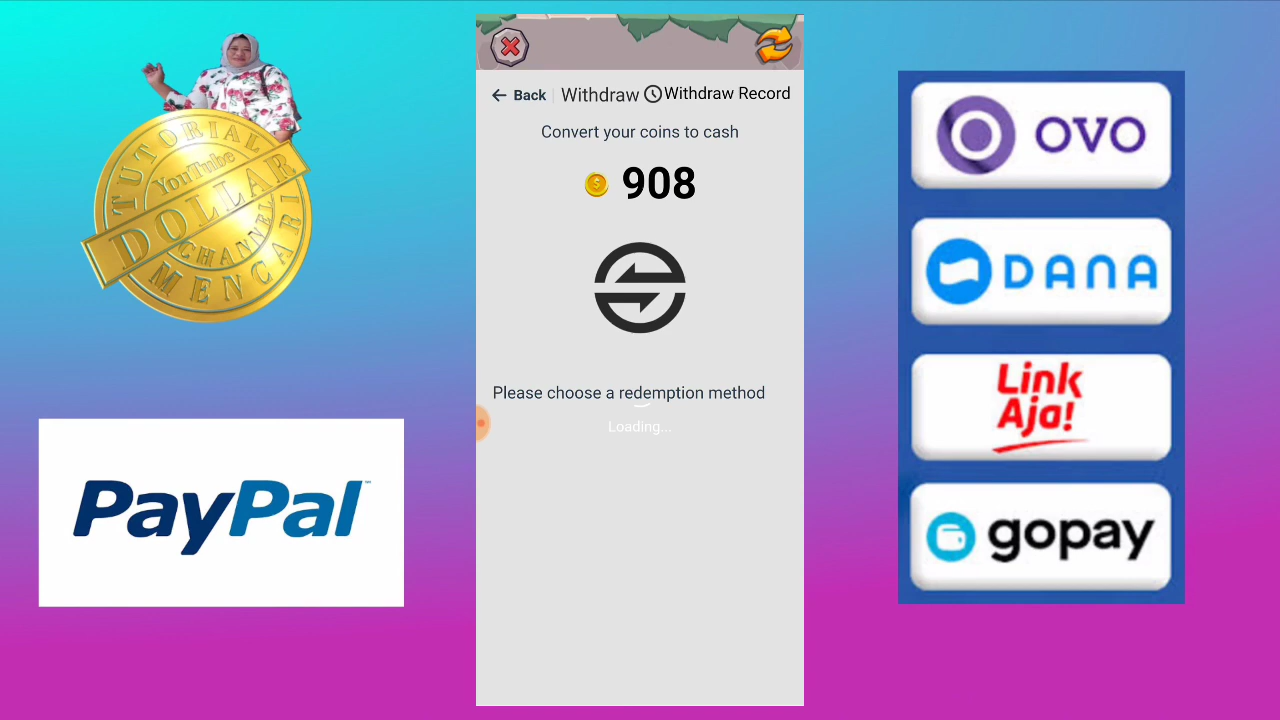 TUTORIAL
YouTube
DOLLAR
CHANNEL
MENCARI
PayPal™
Back
Withdraw
Withdraw Record
Convert your coins to cash
908
Please choose a redemption method
Loading...
OVO
DANA
Link
Aja!
gopay